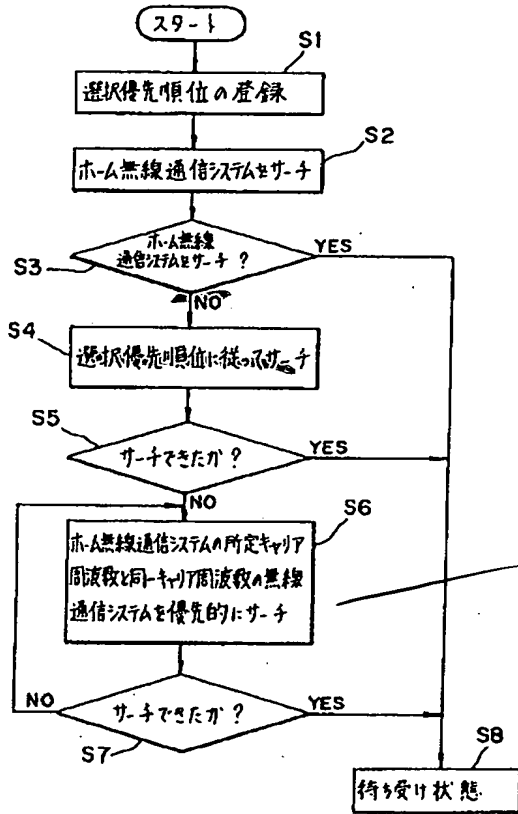 スタート
S1
選択優先順位の登録
S2
ホーム無線通信システムをサーチ
S3
ホーム無線
通信システムをサーチ?
YES
NO
S4
選択優先順位に従ってサーチ
S5
サーチできたか?
YES
NO
S6
ホーム無線通信システムの所定キャリア
周波数と同一キャリア周波数の無線
通信システムを優先的にサーチ
NO
サーチできたか?
YES
S7
S8
待ち受け状態